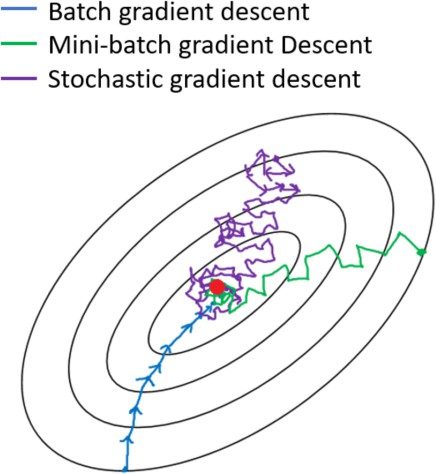 Batch gradient descent
Mini-batch gradient Descent
Stochastic gradient descent